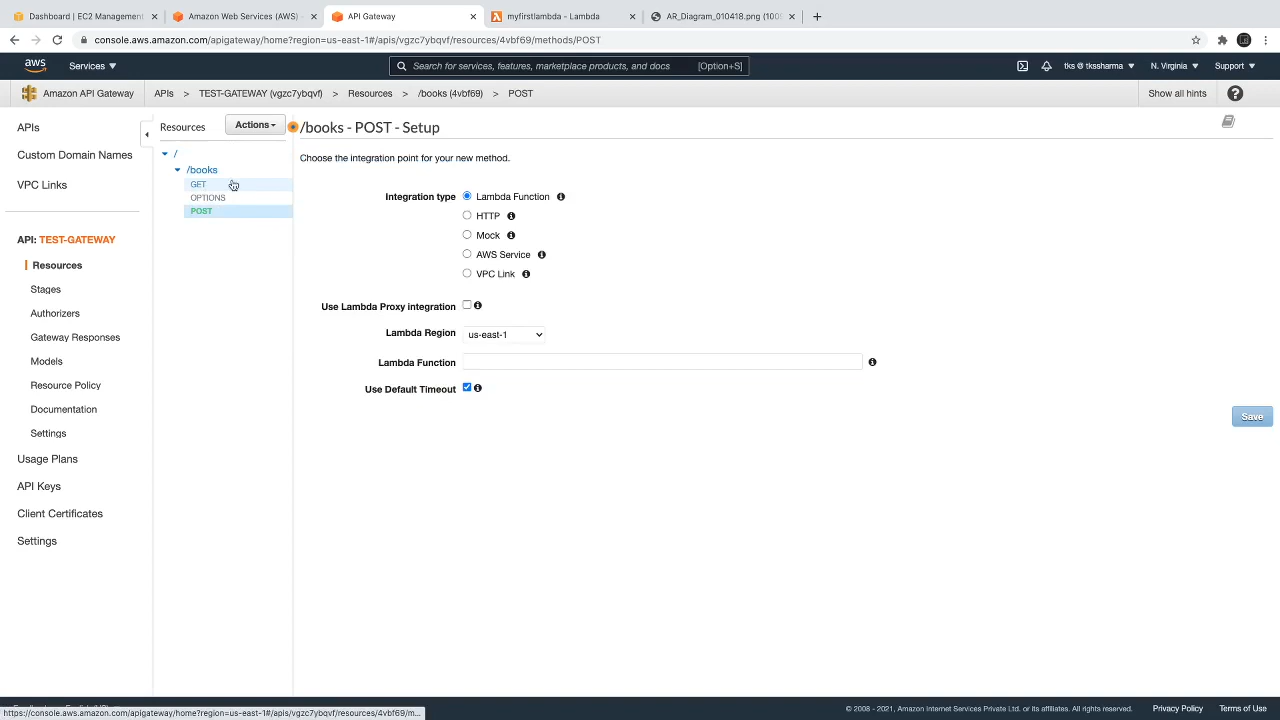 Dashboard | EC2 Management
Amazon Web Services (AWS) -
API Gateway
myfirstlambda - Lambda
AR_Diagram_010418.png (100
console.aws.amazon.com/apigateway/home?region=us-east-1#/apis/vgzc7ybqvf/resources/4vbf69/methods/POST
aws
Services
Search for services, features, marketplace products, and docs
[Option+S]
tks @ tkssharma
N. Virginia
Support
Amazon API Gateway
APIs > TEST-GATEWAY (vgzc7ybqvf) > Resources > /books (4vbf69) > POST
Show all hints
APIs
Custom Domain Names
VPC Links
API: TEST-GATEWAY
Resources
Stages
Authorizers
Gateway Responses
Models
Resource Policy
Documentation
Settings
Usage Plans
API Keys
Client Certificates
Settings
Resources
Actions
/
/books
GET
OPTIONS
POST
/books - POST - Setup
Choose the integration point for your new method.
Integration type
Lambda Function
HTTP
Mock
AWS Service
VPC Link
Use Lambda Proxy integration
Lambda Region
us-east-1
Lambda Function
Use Default Timeout
Save
https://console.aws.amazon.com/apigateway/home?region=us-east-1#/apis/vgzc7ybqvf/resources/4vbf69/m...
© 2008 - 2021, Amazon Internet Services Private Ltd. or its affiliates. All rights reserved.
Privacy Policy
Terms of Use